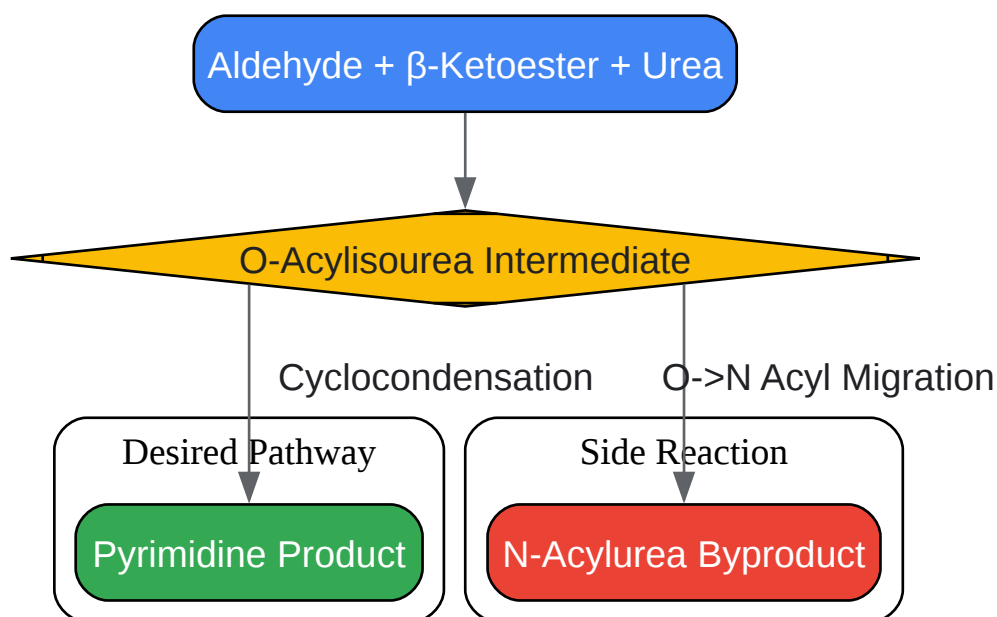 Aldehyde + β-Ketoester + Urea
O-Acylisourea Intermediate
Cyclocondensation
O->N Acyl Migration
Desired Pathway
Side Reaction
Pyrimidine Product
N-Acylurea Byproduct